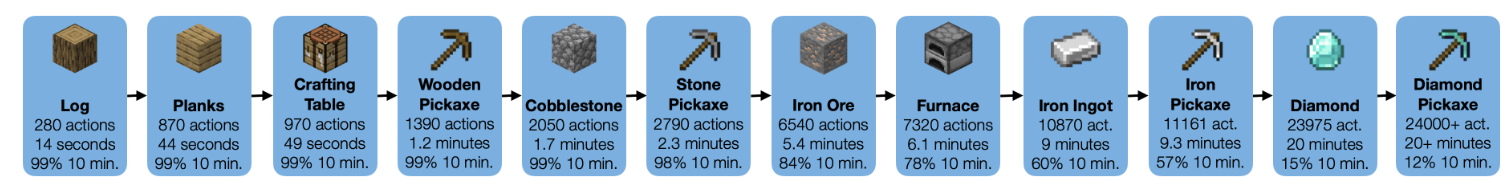 Log
280 actions
14 seconds
99% 10 min.
Planks
870 actions
44 seconds
99% 10 min.
Crafting
Table
970 actions
49 seconds
99% 10 min.
Wooden
Pickaxe
1390 actions
1.2 minutes
99% 10 min.
Cobblestone
2050 actions
1.7 minutes
99% 10 min.
Stone
Pickaxe
2790 actions
2.3 minutes
98% 10 min.
Iron Ore
6540 actions
5.4 minutes
84% 10 min.
Furnace
7320 actions
6.1 minutes
78% 10 min.
Iron Ingot
10870 act.
9 minutes
60% 10 min.
Iron
Pickaxe
11161 act.
9.3 minutes
57% 10 min.
Diamond
23975 act.
20 minutes
15% 10 min.
Diamond
Pickaxe
24000+ act.
20+ minutes
12% 10 min.